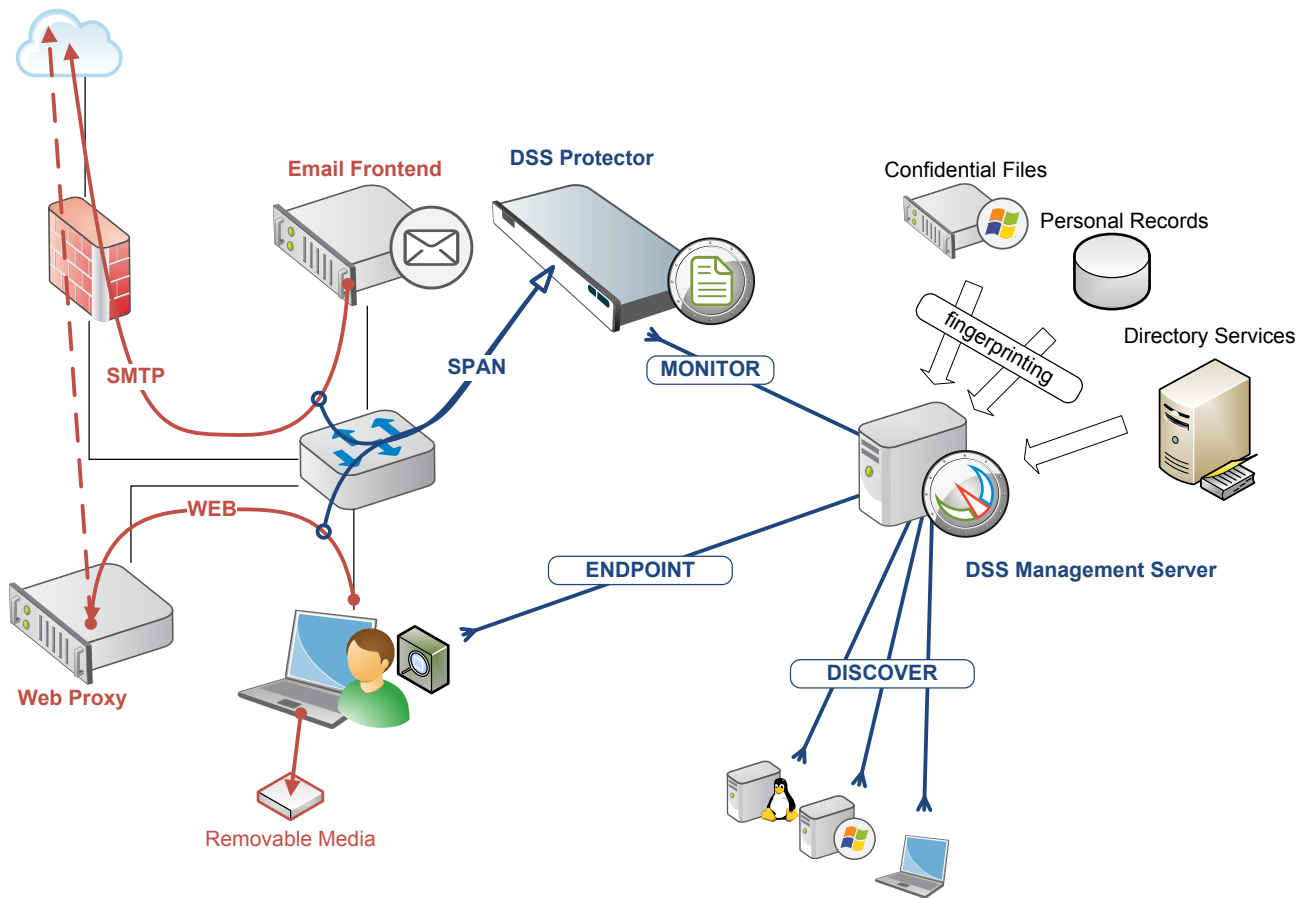 DSS Protector
Email Frontend
Confidential Files
Personal Records
fingerprinting
Directory Services
SMTP
SPAN
MONITOR
WEB
ENDPOINT
DSS Management Server
DISCOVER
Web Proxy
Removable Media